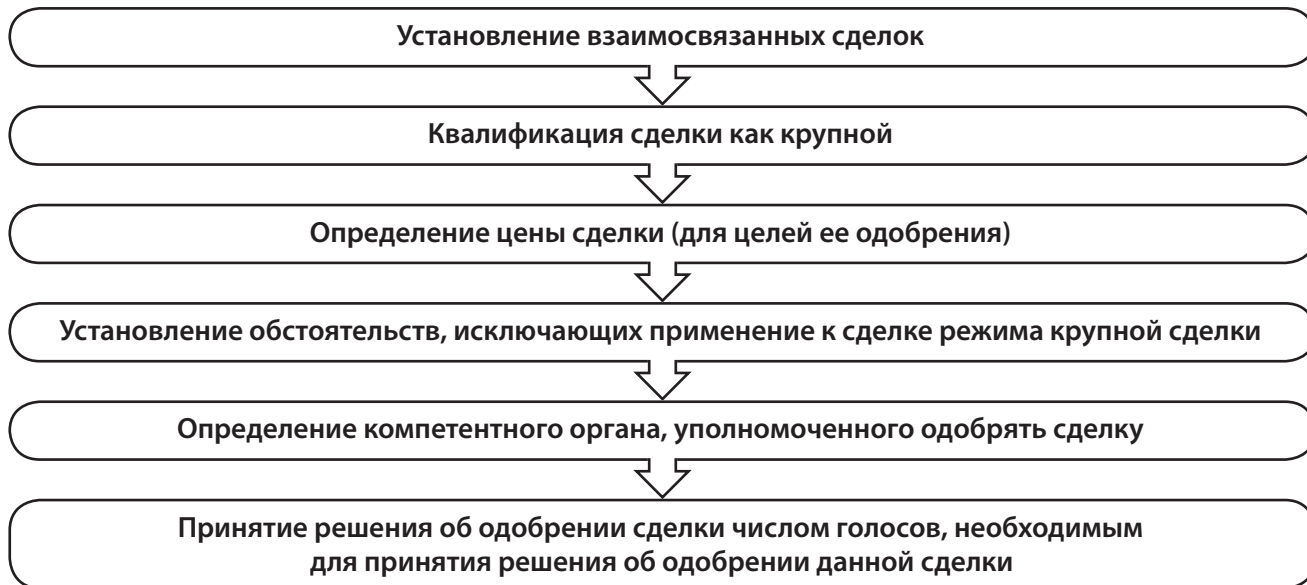 Установление взаимосвязанных сделок
Квалификация сделки как крупной
Определение цены сделки (для целей ее одобрения)
Установление обстоятельств, исключающих применение к сделке режима крупной сделки
Определение компетентного органа, уполномоченного одобрять сделку
Принятие решения об одобрении сделки числом голосов, необходимым
для принятия решения об одобрении данной сделки